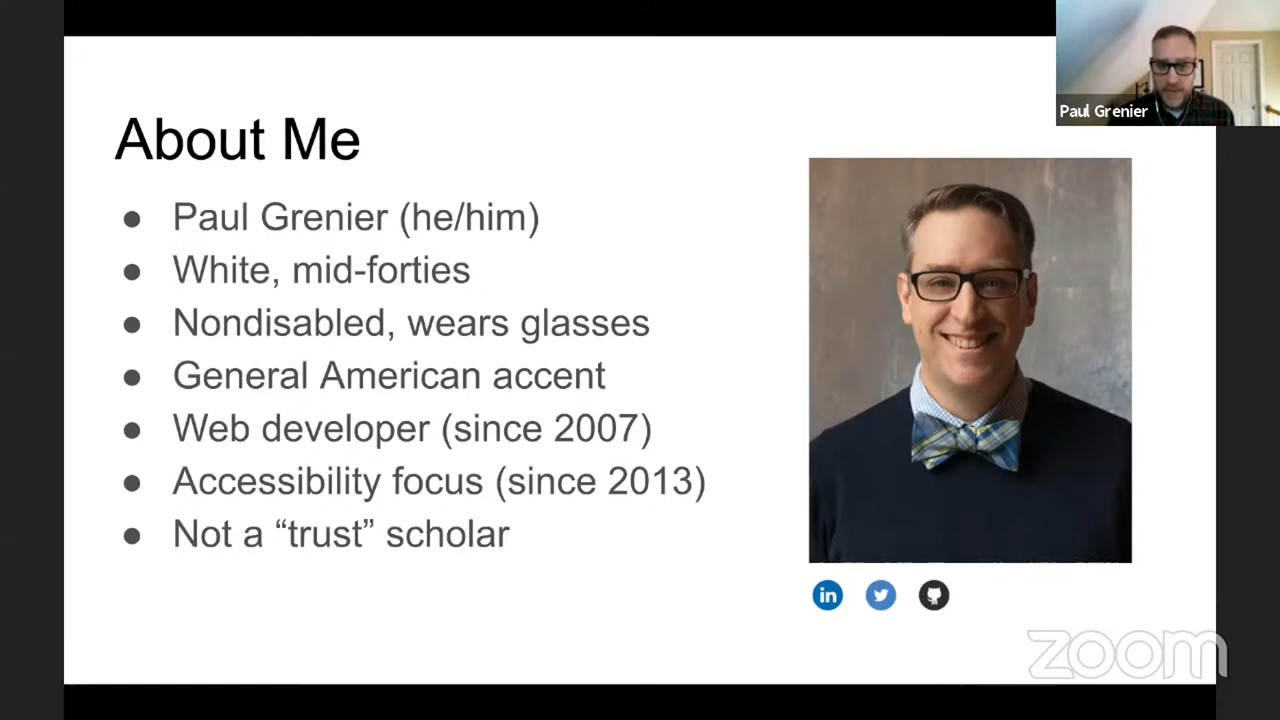 Paul Grenier
About Me
● Paul Grenier (he/him)
● White, mid-forties
● Nondisabled, wears glasses
● General American accent
● Web developer (since 2007)
● Accessibility focus (since 2013)
● Not a “trust” scholar
in
zoom